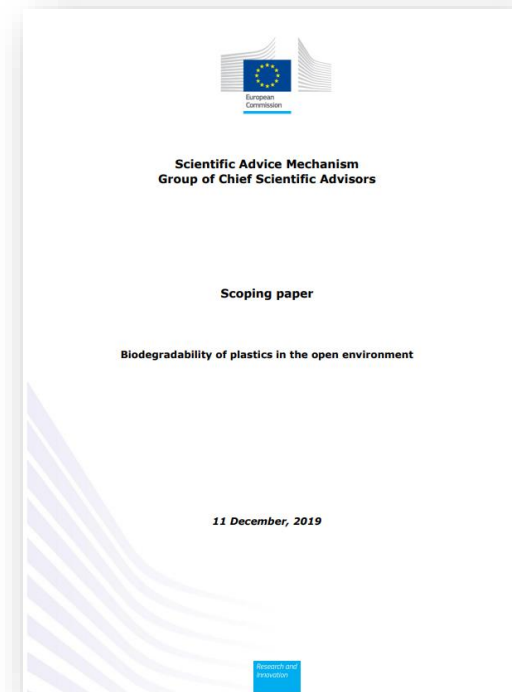 European
Commission
Scientific Advice Mechanism
Group of Chief Scientific Advisors
Scoping paper
Biodegradability of plastics in the open environment
11 December, 2019
Research and
Innovation